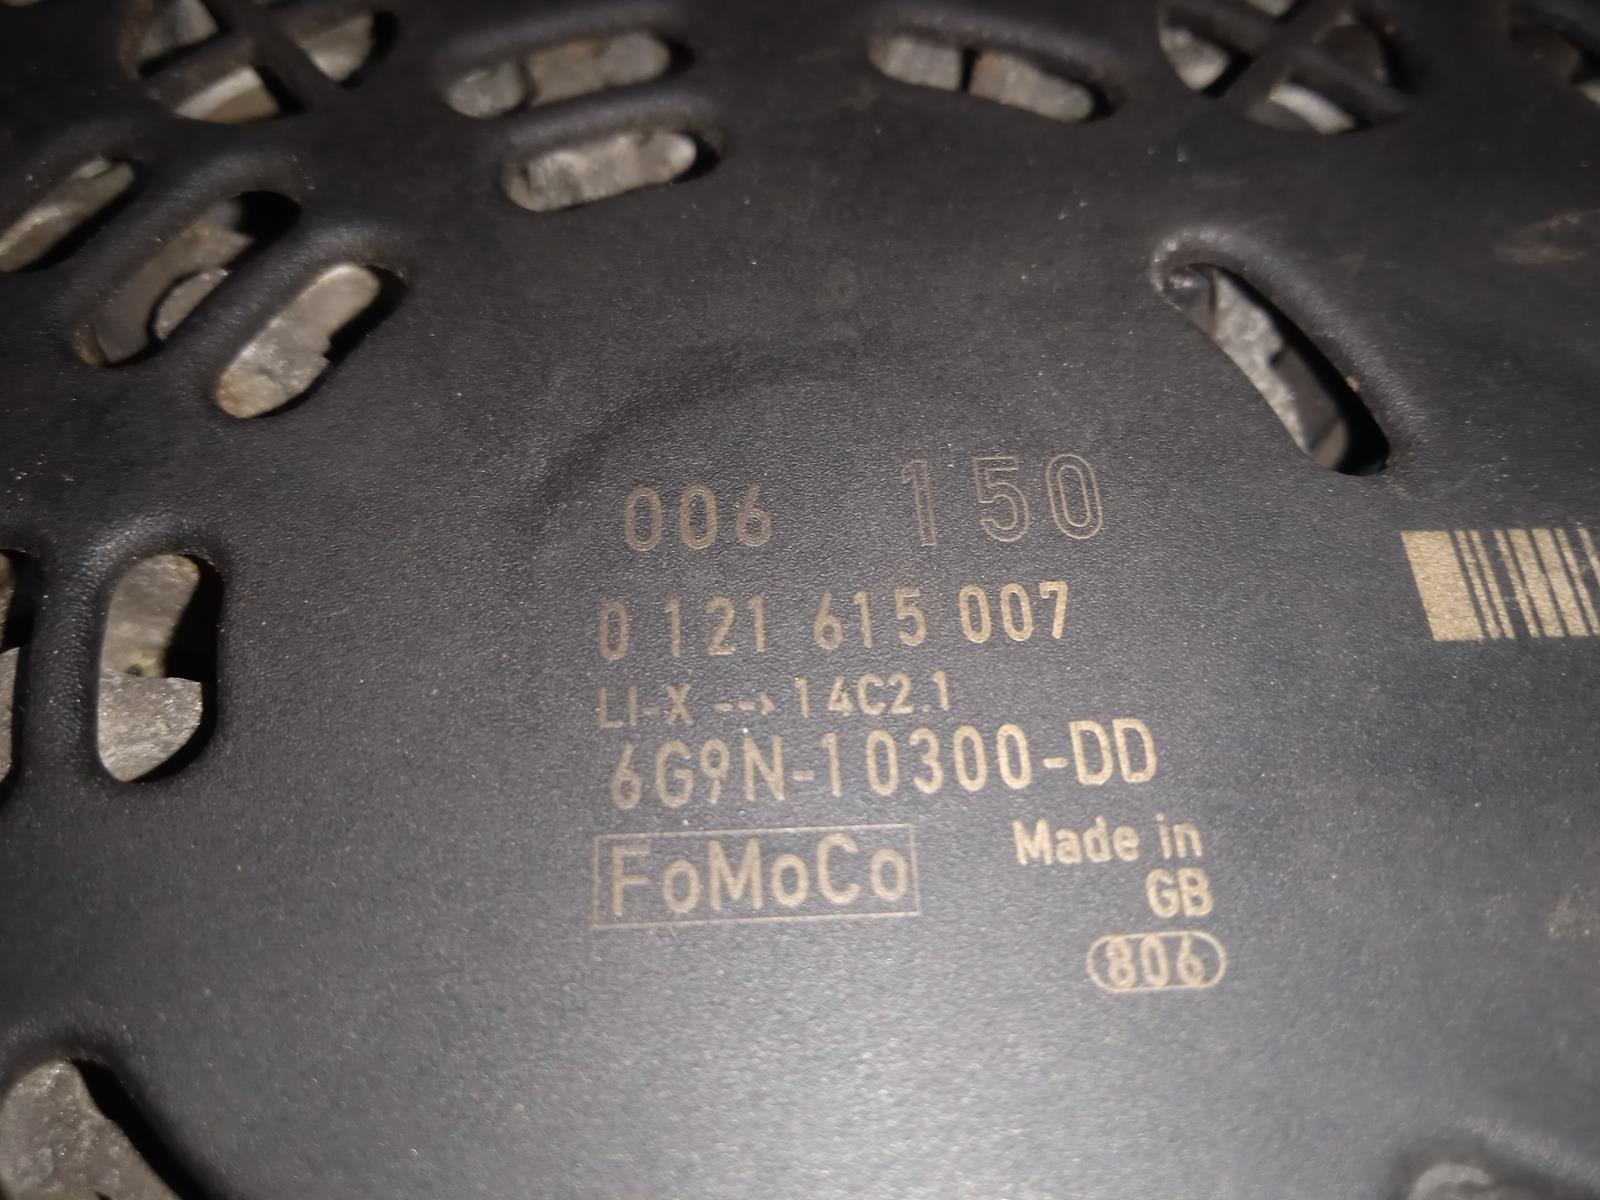 006 150
0 121 615 007
LI-X --> 14C2.1
6G9N-10300-DD
FoMoCo
Made in
GB
806